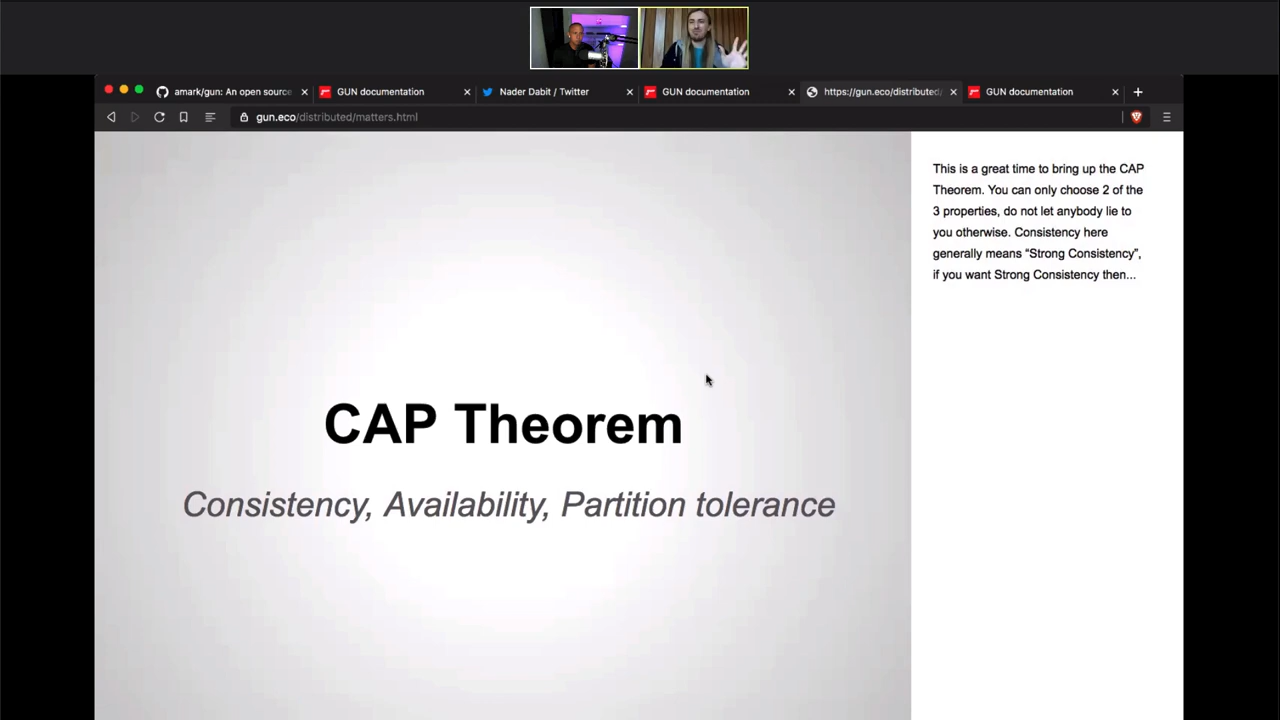 amark/gun: An open source
GUN documentation
Nader Dabit / Twitter
GUN documentation
https://gun.eco/distributed/
GUN documentation
gun.eco/distributed/matters.html
CAP Theorem
Consistency, Availability, Partition tolerance
This is a great time to bring up the CAP
Theorem. You can only choose 2 of the
3 properties, do not let anybody lie to
you otherwise. Consistency here
generally means “Strong Consistency”,
if you want Strong Consistency then...